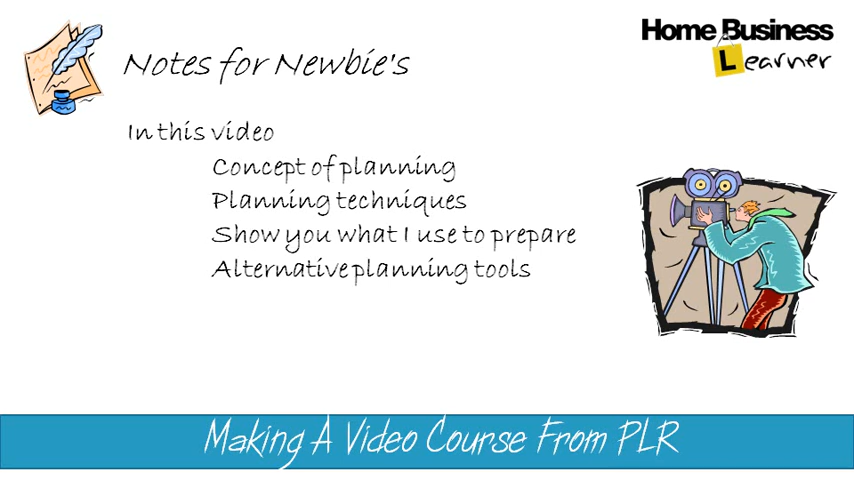 Home Business
Learner
Notes for Newbie's
In this video
Concept of planning
Planning techniques
Show you what I use to prepare
Alternative planning tools
Making A Video Course From PLR